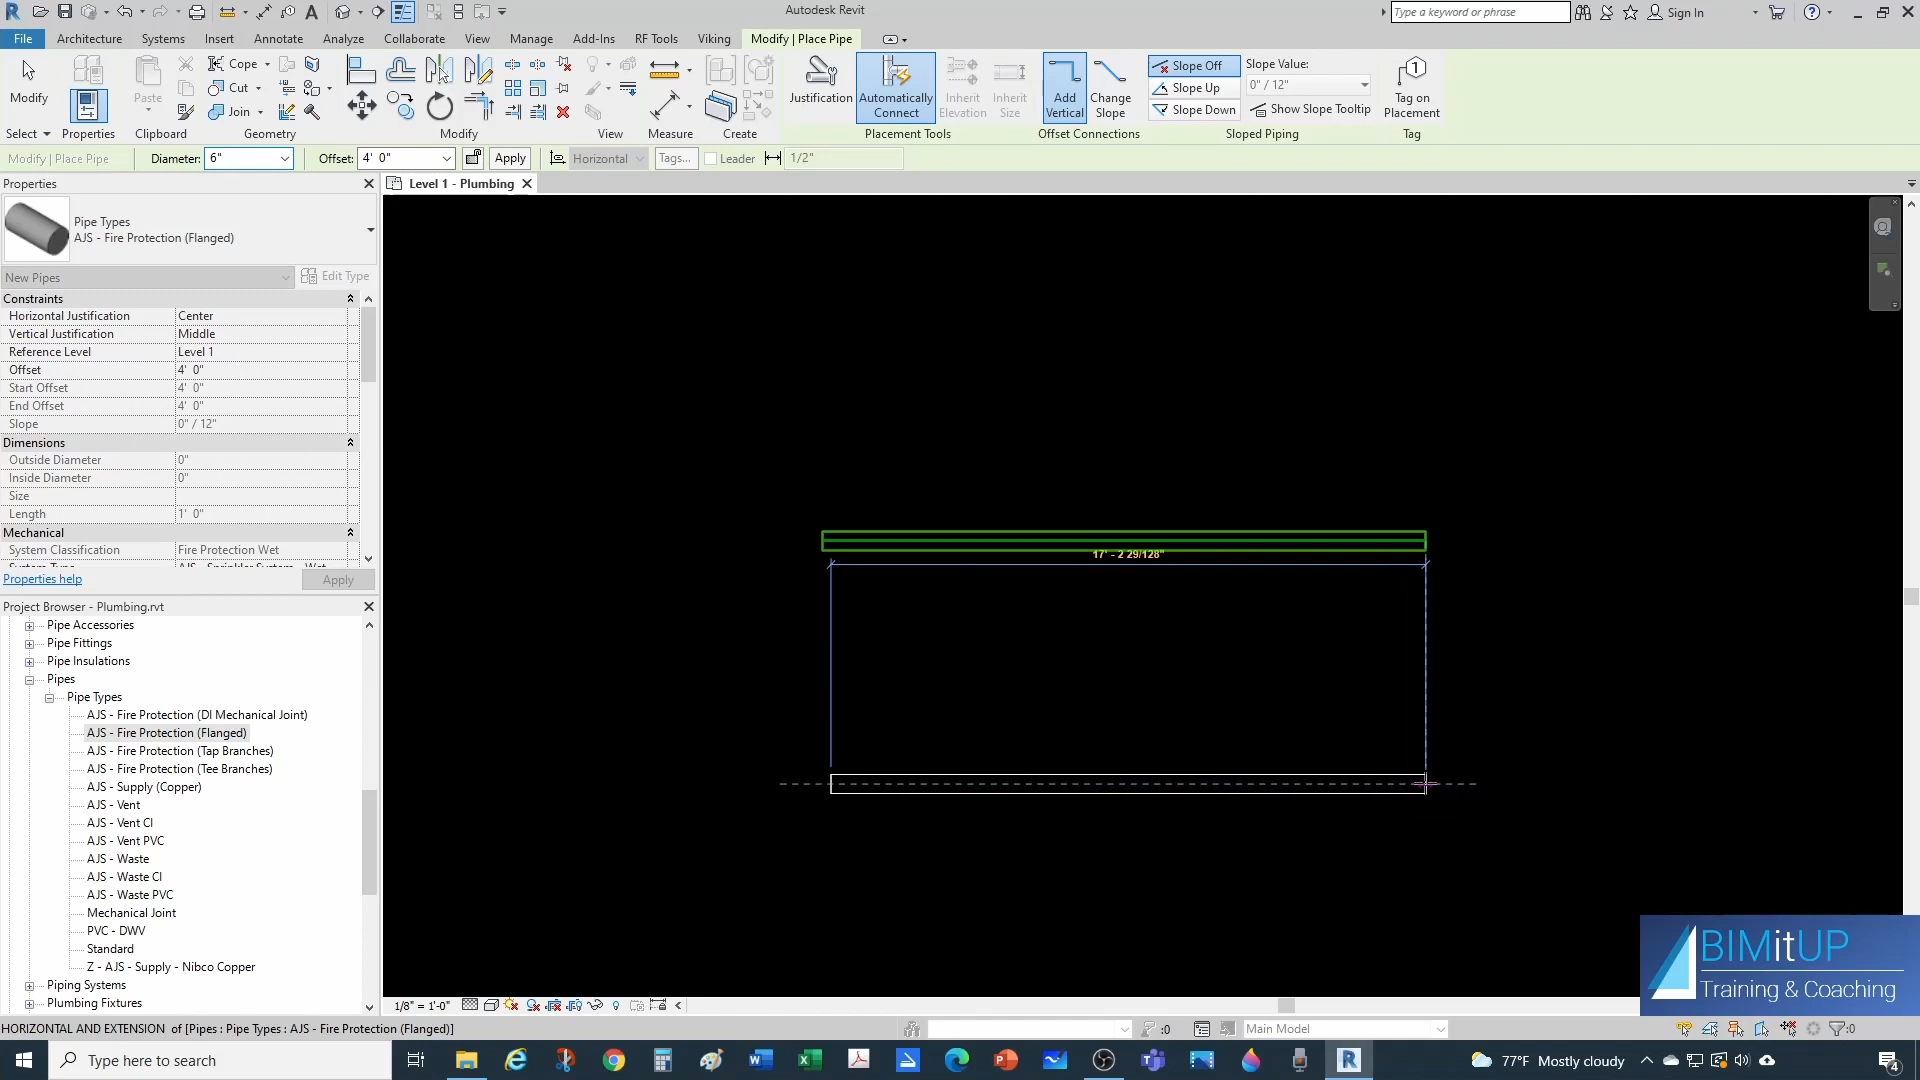 Autodesk Revit
Type a keyword or phrase
Sign In
File
Architecture
Systems
Insert
Annotate
Analyze
Collaborate
View
Manage
Add-Ins
RF Tools
Viking
Modify | Place Pipe
Modify
Paste
Cope
Cut
Join
Justification
Automatically
Connect
Inherit
Elevation
Inherit
Size
Add
Vertical
Change
Slope
Slope Off
Slope Up
Slope Down
Slope Value:
0" / 12"
Show Slope Tooltip
Tag on
Placement
Select
Properties
Clipboard
Geometry
Modify
View
Measure
Create
Placement Tools
Offset Connections
Sloped Piping
Tag
Modify | Place Pipe
Diameter: 6"
Offset: 4' 0"
Apply
Horizontal
Tags...
Leader
1/2"
Properties
Level 1 - Plumbing
Pipe Types
AJS - Fire Protection (Flanged)
New Pipes
Edit Type
Constraints
Horizontal Justification Center
Vertical Justification Middle
Reference Level Level 1
Offset 4' 0"
Start Offset 4' 0"
End Offset 4' 0"
Slope 0" / 12"
Dimensions
Outside Diameter 0"
Inside Diameter 0"
Size
Length 1' 0"
Mechanical
System Classification Fire Protection Wet
System Type AJS - Sprinkler System - Wet
Properties help
Apply
17' - 2 29/128"
Project Browser - Plumbing.rvt
Pipe Accessories
Pipe Fittings
Pipe Insulations
Pipes
Pipe Types
AJS - Fire Protection (DI Mechanical Joint)
AJS - Fire Protection (Flanged)
AJS - Fire Protection (Tap Branches)
AJS - Fire Protection (Tee Branches)
AJS - Supply (Copper)
AJS - Vent
AJS - Vent CI
AJS - Vent PVC
AJS - Waste
AJS - Waste CI
AJS - Waste PVC
Mechanical Joint
PVC - DWV
Standard
Z - AJS - Supply - Nibco Copper
Piping Systems
Plumbing Fixtures
BIMitUP
Training & Coaching
1/8" = 1'-0"
HORIZONTAL AND EXTENSION of [Pipes : Pipe Types : AJS - Fire Protection (Flanged)]
:0
Main Model
:0
Type here to search
77°F Mostly cloudy
4